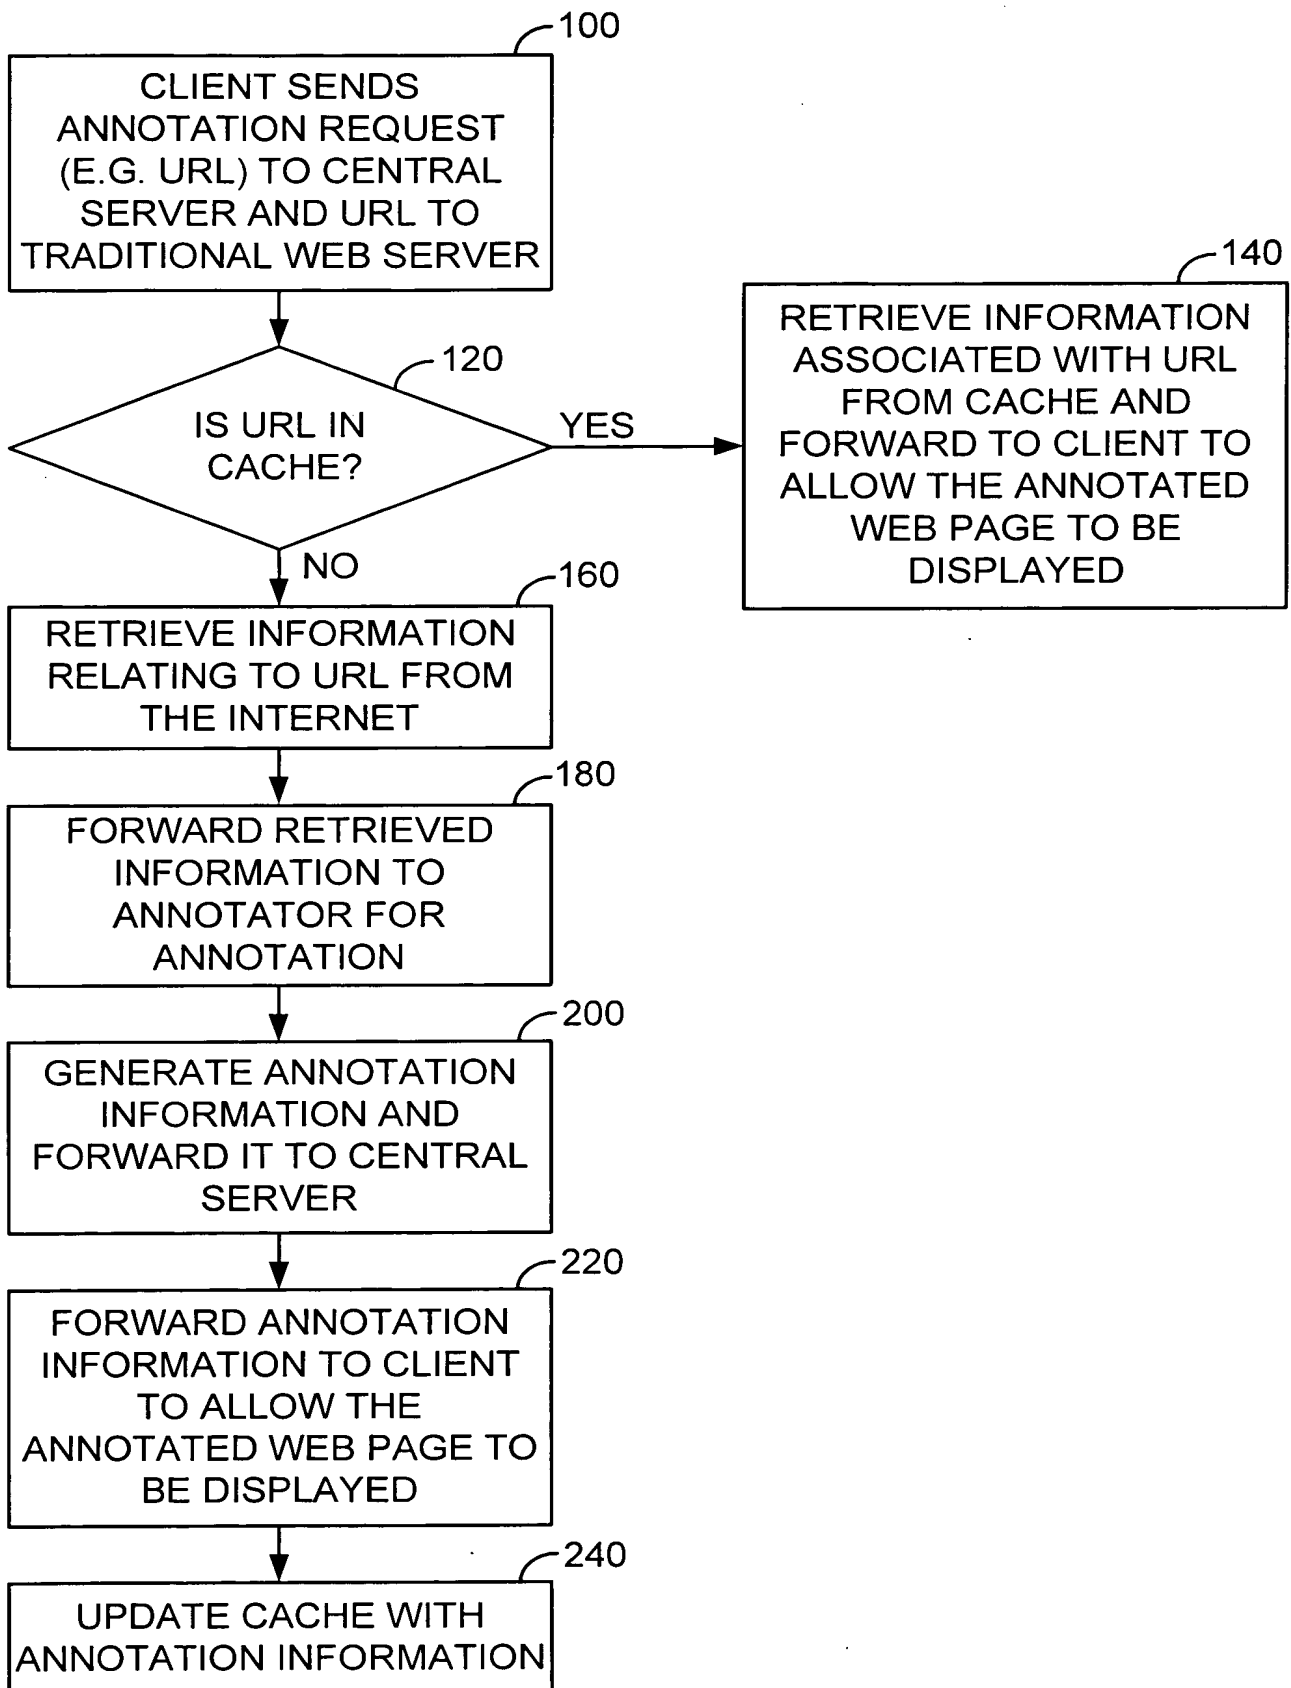 100
CLIENT SENDS
ANNOTATION REQUEST
(E.G. URL) TO CENTRAL
SERVER AND URL TO
TRADITIONAL WEB SERVER
120
IS URL IN
CACHE?
YES
140
RETRIEVE INFORMATION
ASSOCIATED WITH URL
FROM CACHE AND
FORWARD TO CLIENT TO
ALLOW THE ANNOTATED
WEB PAGE TO BE
DISPLAYED
NO
160
RETRIEVE INFORMATION
RELATING TO URL FROM
THE INTERNET
180
FORWARD RETRIEVED
INFORMATION TO
ANNOTATOR FOR
ANNOTATION
200
GENERATE ANNOTATION
INFORMATION AND
FORWARD IT TO CENTRAL
SERVER
220
FORWARD ANNOTATION
INFORMATION TO CLIENT
TO ALLOW THE
ANNOTATED WEB PAGE TO
BE DISPLAYED
240
UPDATE CACHE WITH
ANNOTATION INFORMATION